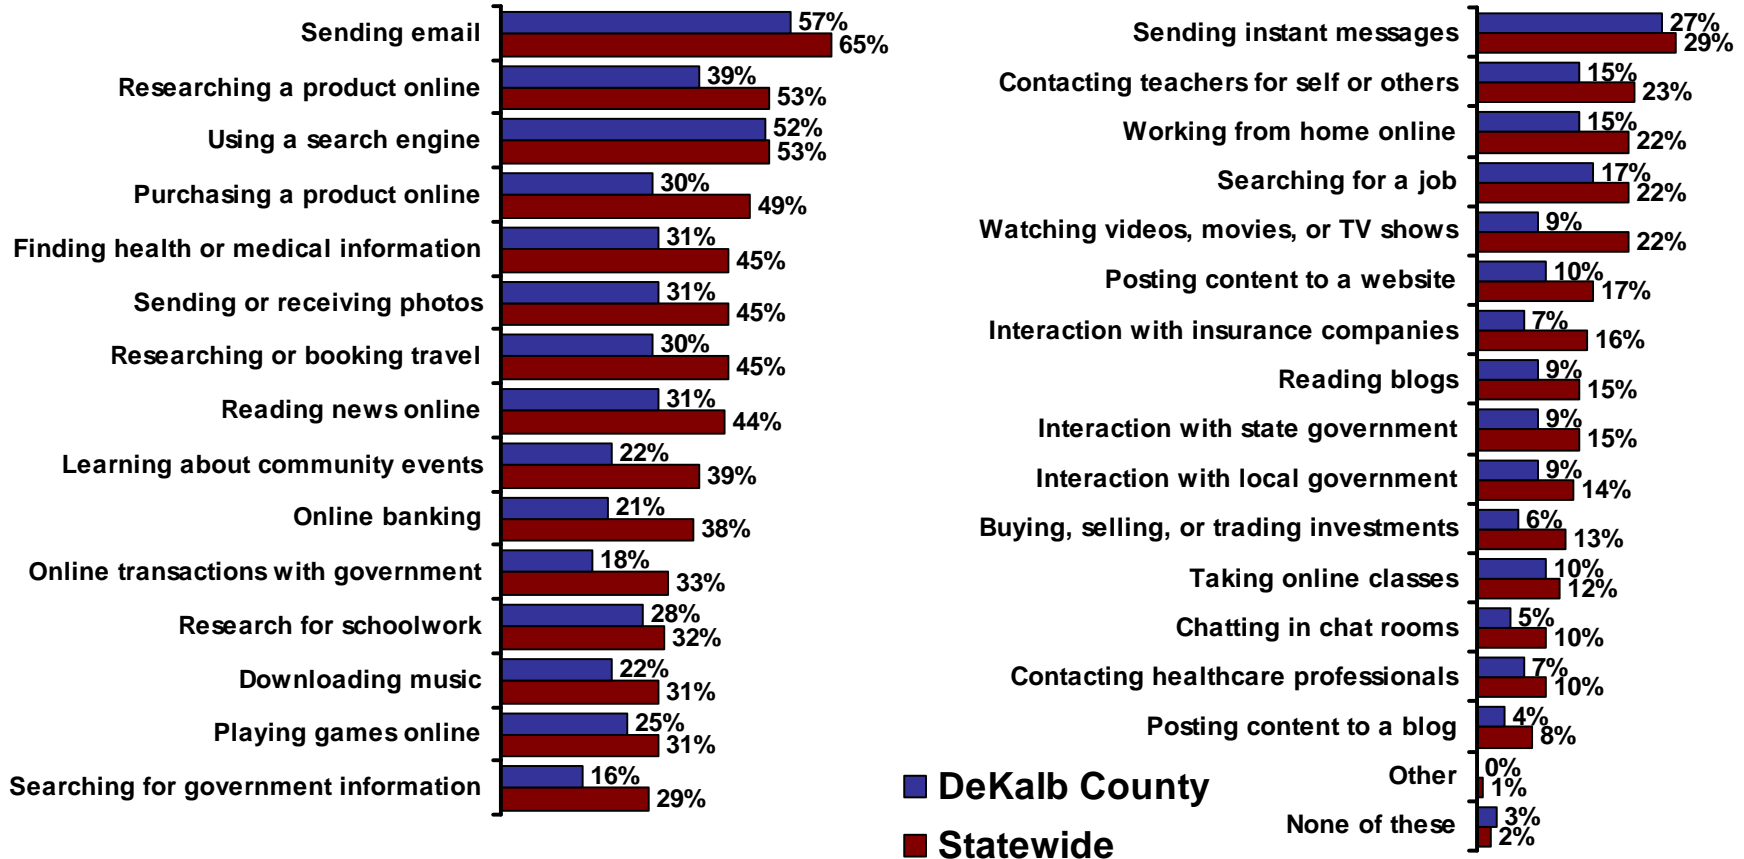 Sending email
57%
65%
Researching a product online
39%
53%
Using a search engine
52%
53%
Purchasing a product online
30%
49%
Finding health or medical information
31%
45%
Sending or receiving photos
31%
45%
Researching or booking travel
30%
45%
Reading news online
31%
44%
Learning about community events
22%
39%
Online banking
21%
38%
Online transactions with government
18%
33%
Research for schoolwork
28%
32%
Downloading music
22%
31%
Playing games online
25%
31%
Searching for government information
16%
29%
Sending instant messages
27%
29%
Contacting teachers for self or others
15%
23%
Working from home online
15%
22%
Searching for a job
17%
22%
Watching videos, movies, or TV shows
9%
22%
Posting content to a website
10%
17%
Interaction with insurance companies
7%
16%
Reading blogs
9%
15%
Interaction with state government
9%
15%
Interaction with local government
9%
14%
Buying, selling, or trading investments
6%
13%
Taking online classes
10%
12%
Chatting in chat rooms
5%
10%
Contacting healthcare professionals
7%
10%
Posting content to a blog
4%
8%
Other
0%
1%
None of these
3%
2%
DeKalb County
Statewide